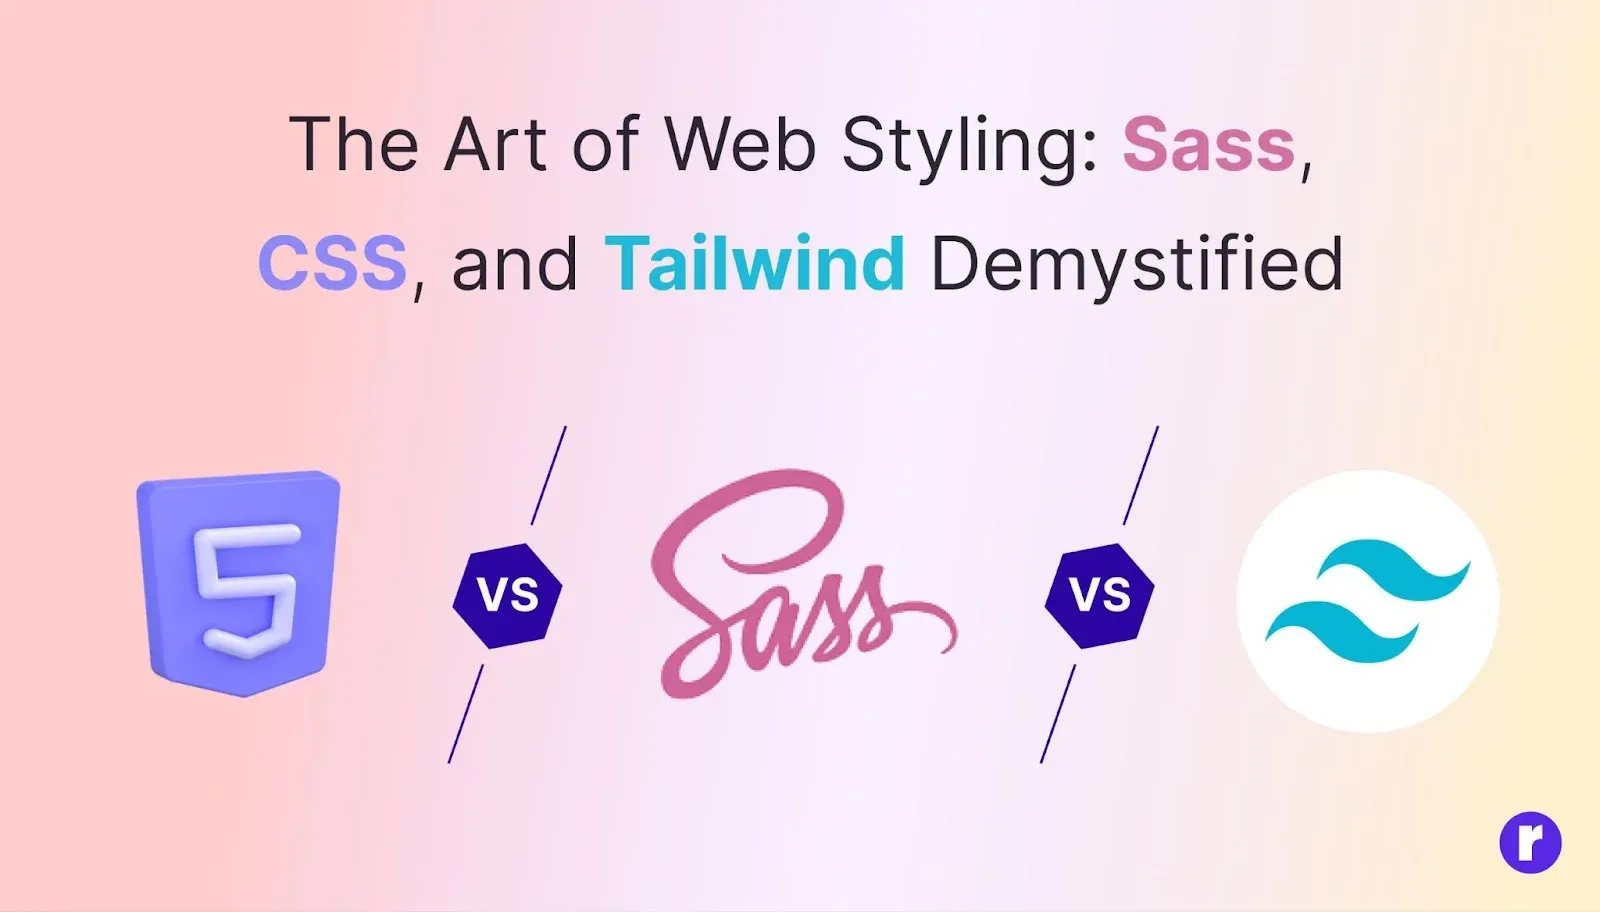 The Art of Web Styling: Sass,
CSS, and Tailwind Demystified
5
VS
Sass
VS
r